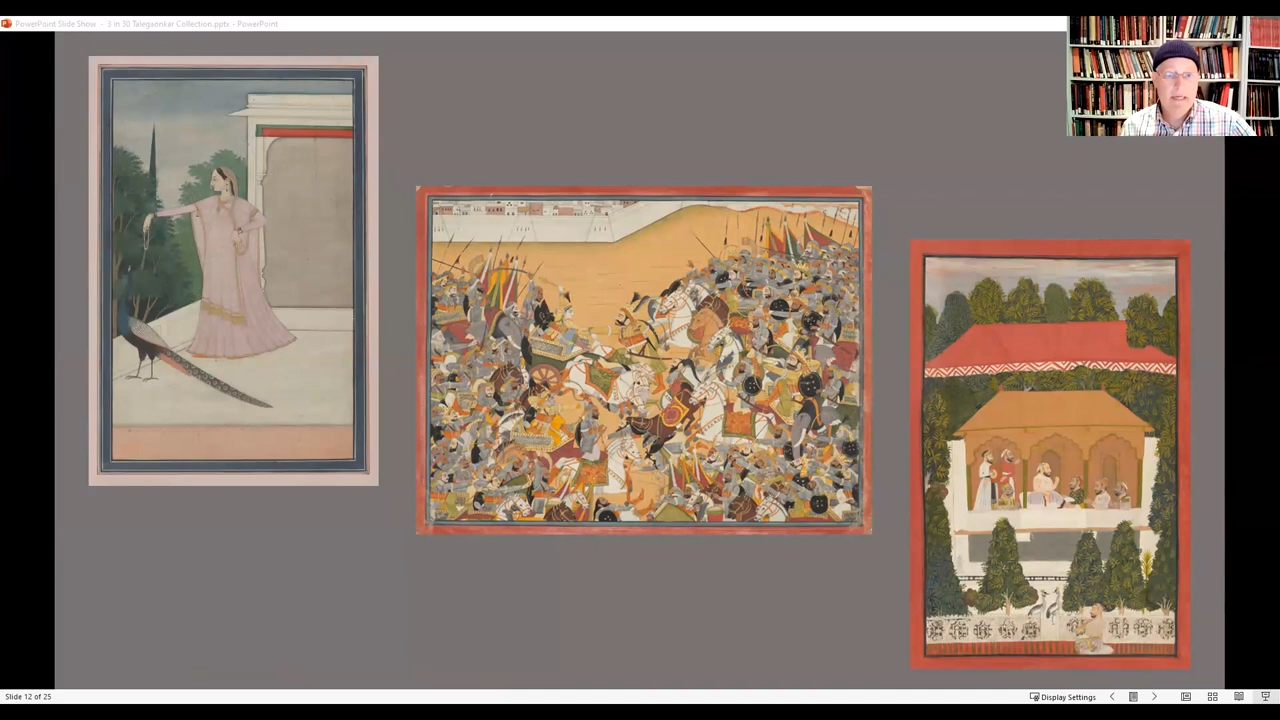 PowerPoint Slide Show - 3 in 30 Talegaonkar Collection.pptx - PowerPoint
Slide 12 of 25
Display Settings